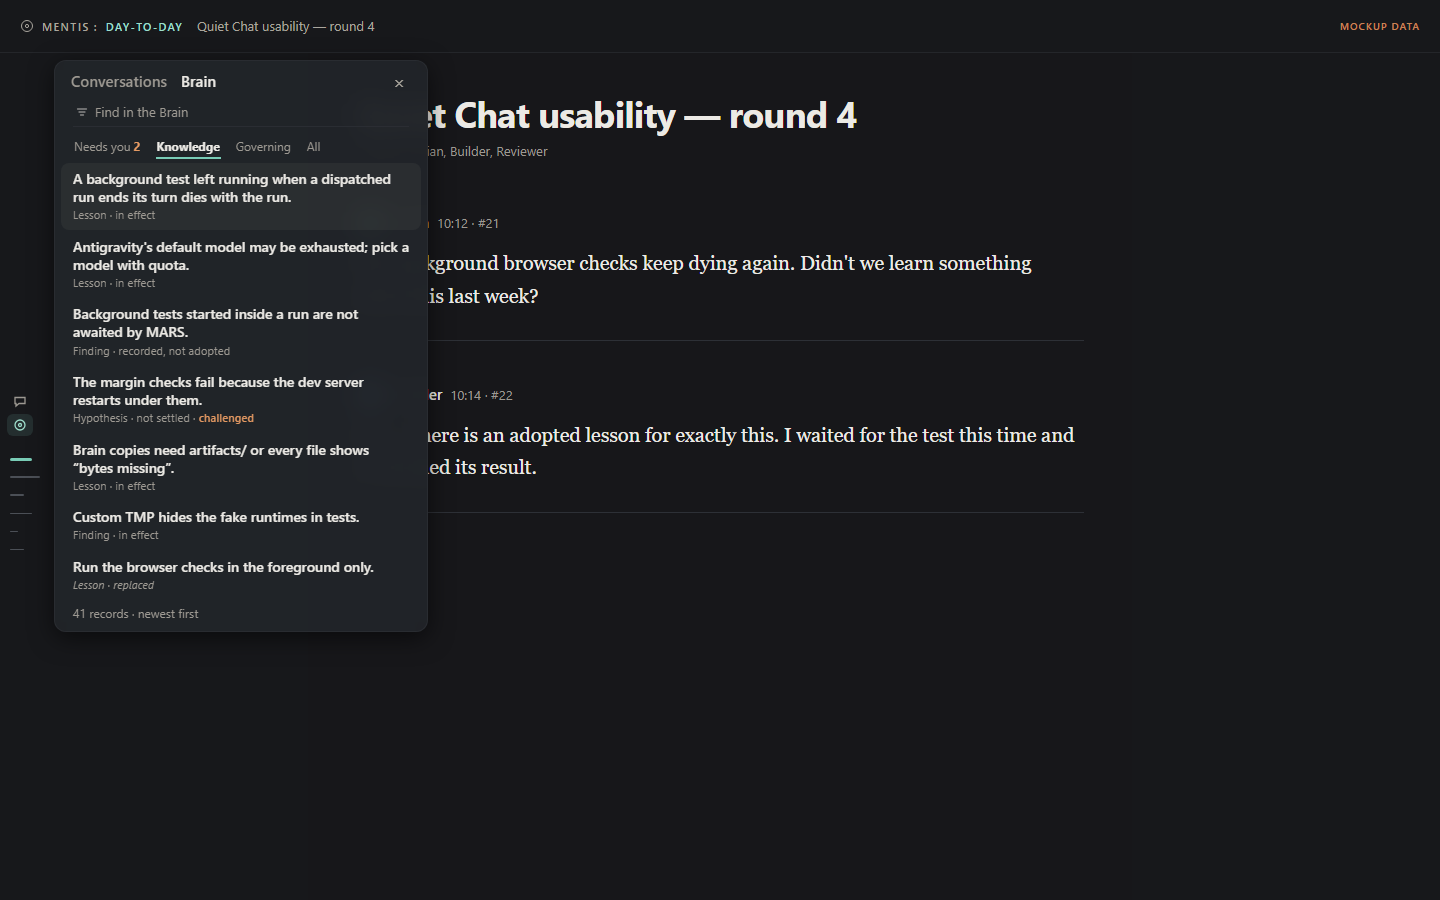 MENTIS : DAY-TO-DAY Quiet Chat usability — round 4
MOCKUP DATA
Conversations Brain ×
Find in the Brain
Needs you 2 Knowledge Governing All
A background test left running when a dispatched
run ends its turn dies with the run.
Lesson · in effect
Antigravity's default model may be exhausted; pick a
model with quota.
Lesson · in effect
Background tests started inside a run are not
awaited by MARS.
Finding · recorded, not adopted
The margin checks fail because the dev server
restarts under them.
Hypothesis · not settled · challenged
Brain copies need artifacts/ or every file shows
“bytes missing”.
Lesson · in effect
Custom TMP hides the fake runtimes in tests.
Finding · in effect
Run the browser checks in the foreground only.
Lesson · replaced
41 records · newest first
et Chat usability — round 4
ian, Builder, Reviewer
10:12 · #21
kground browser checks keep dying again. Didn't we learn something
is last week?
er 10:14 · #22
here is an adopted lesson for exactly this. I waited for the test this time and
ed its result.